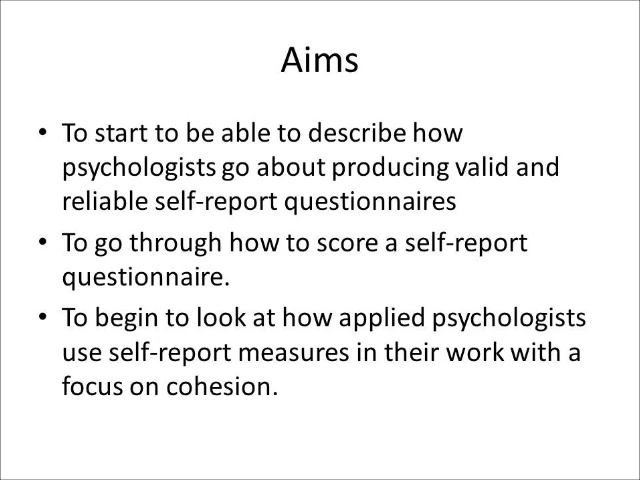 Aims
• To start to be able to describe how
psychologists go about producing valid and
reliable self-report questionnaires
• To go through how to score a self-report
questionnaire.
• To begin to look at how applied psychologists
use self-report measures in their work with a
focus on cohesion.